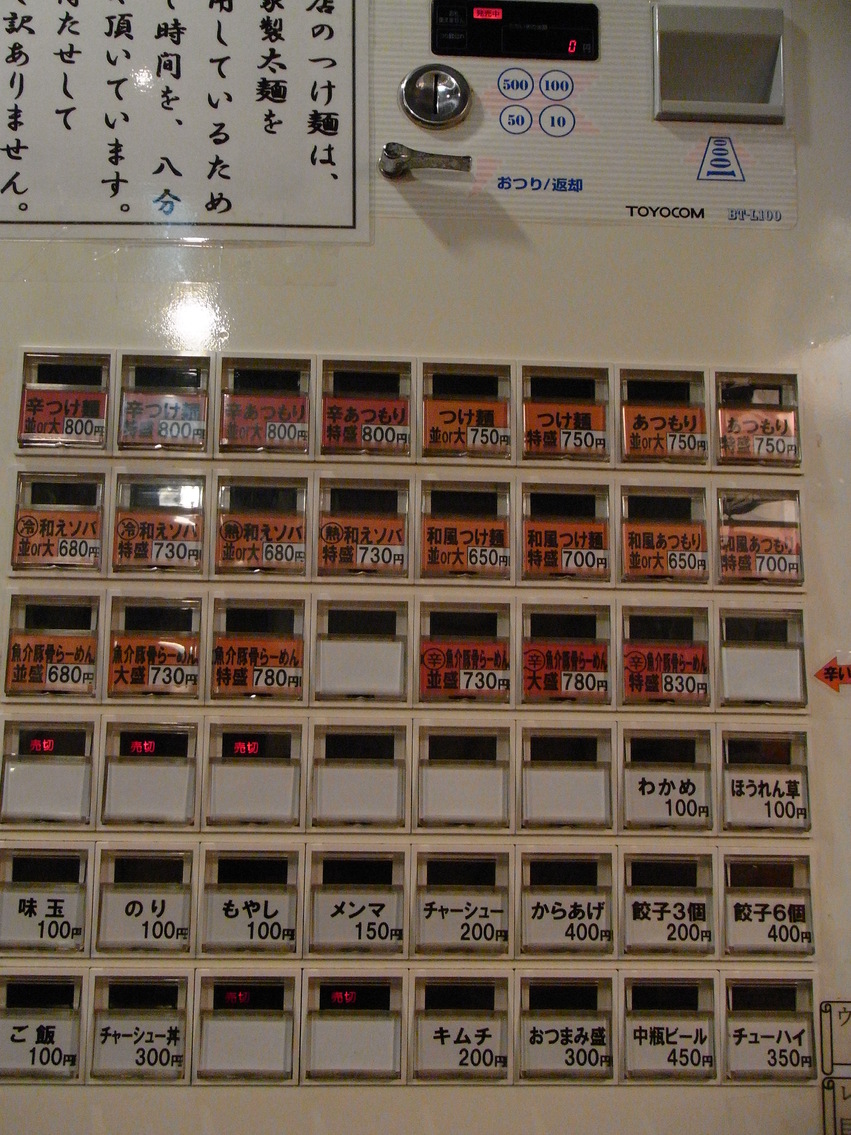 店のつけ麺は、
家製太麺を
用しているため
て時間を、八分
頂いています。
待たせして
訳ありません。
発売中
0円
500 100
50 10
おつり/返却
1000
TOYOCOM BT-L100
辛つけ麺 並or大 800円
辛つけ麺 特盛 800円
辛あつもり 並or大 800円
辛あつもり 特盛 800円
つけ麺 並or大 750円
つけ麺 特盛 750円
あつもり 並or大 750円
あつもり 特盛 750円
冷和えソバ 並or大 680円
冷和えソバ 特盛 730円
熱和えソバ 並or大 680円
熱和えソバ 特盛 730円
和風つけ麺 並or大 650円
和風つけ麺 特盛 700円
和風あつもり 並or大 650円
和風あつもり 特盛 700円
魚介豚骨らーめん 並盛 680円
魚介豚骨らーめん 大盛 730円
魚介豚骨らーめん 特盛 780円
辛魚介豚骨らーめん 並盛 730円
辛魚介豚骨らーめん 大盛 780円
辛魚介豚骨らーめん 特盛 830円
辛い
売切
売切
売切
わかめ 100円
ほうれん草 100円
味玉 100円
のり 100円
もやし 100円
メンマ 150円
チャーシュー 200円
からあげ 400円
餃子3個 200円
餃子6個 400円
ご飯 100円
チャーシュー丼 300円
売切
売切
キムチ 200円
おつまみ盛 300円
中瓶ビール 450円
チューハイ 350円